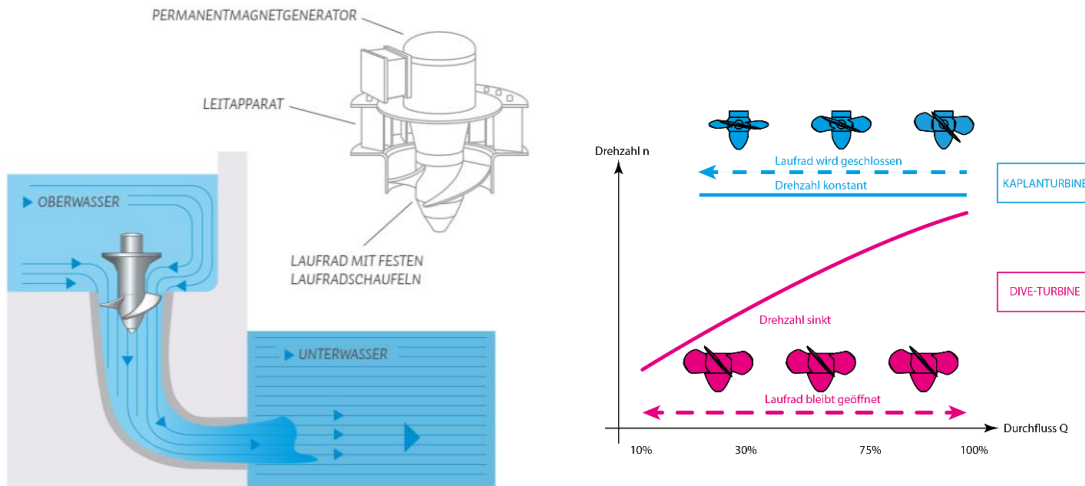 PERMANENTMAGNETGENERATOR
LEITAPPARAT
OBERWASSER
LAUFRAD MIT FESTEN
LAUFRADSCHAUFELN
UNTERWASSER
Drehzahl n
Laufrad wird geschlossen
Drehzahl konstant
KAPLANTURBINE
DIVE-TURBINE
Drehzahl sinkt
Laufrad bleibt geöffnet
Durchfluss Q
10% 30% 75% 100%